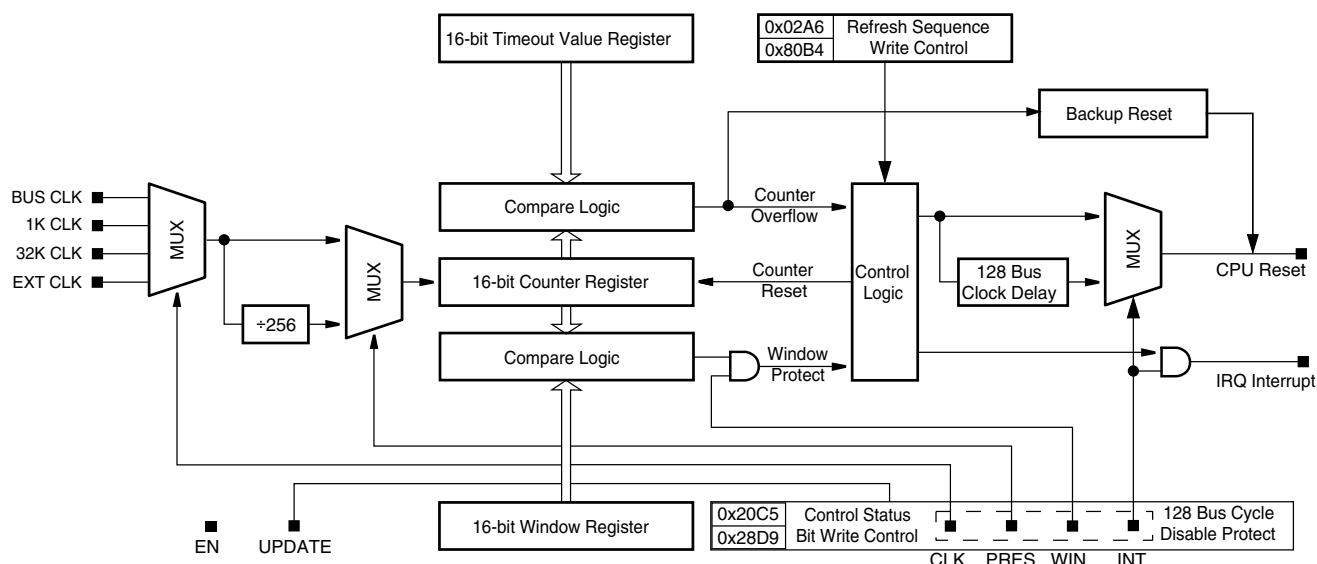 16-bit Timeout Value Register
0x02A6
0x80B4
Refresh Sequence
Write Control
Backup Reset
BUS CLK
1K CLK
32K CLK
EXT CLK
MUX
÷256
MUX
Compare Logic
16-bit Counter Register
Compare Logic
Counter
Overflow
Counter
Reset
Window
Protect
Control
Logic
128 Bus
Clock Delay
MUX
CPU Reset
IRQ Interrupt
16-bit Window Register
EN
UPDATE
0x20C5
0x28D9
Control Status
Bit Write Control
128 Bus Cycle
Disable Protect
CLK
PRES
WIN
INT